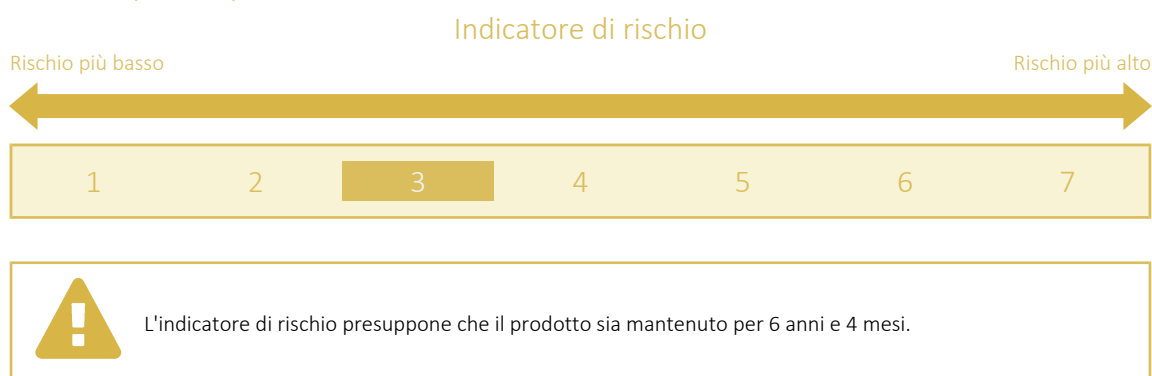 Indicatore di rischio
Rischio più basso Rischio più alto
1 2 3 4 5 6 7
L'indicatore di rischio presuppone che il prodotto sia mantenuto per 6 anni e 4 mesi.